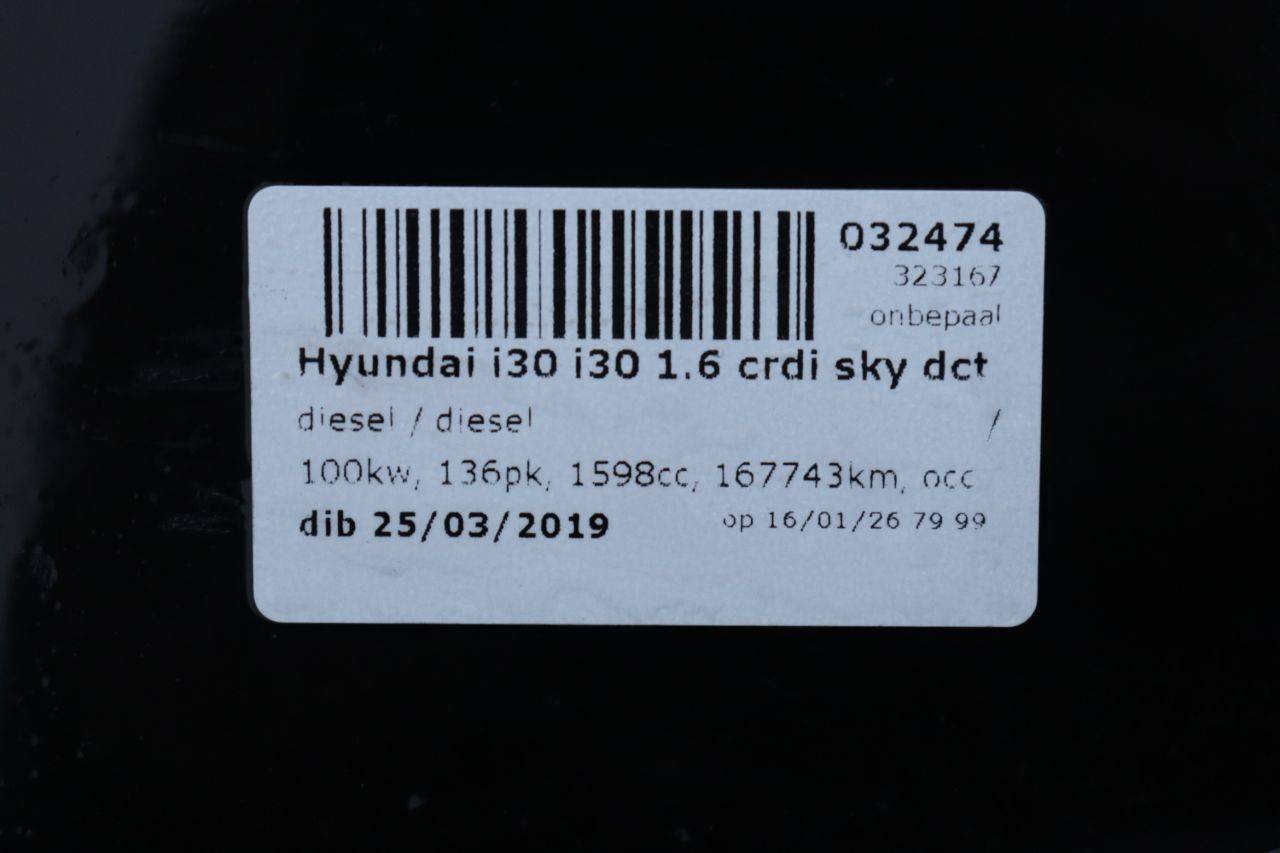 032474
323167
onbepaal
Hyundai i30 i30 1.6 crdi sky dct
diesel / diesel /
100kw, 136pk, 1598cc, 167743km, occ
dib 25/03/2019 op 16/01/26 79 99